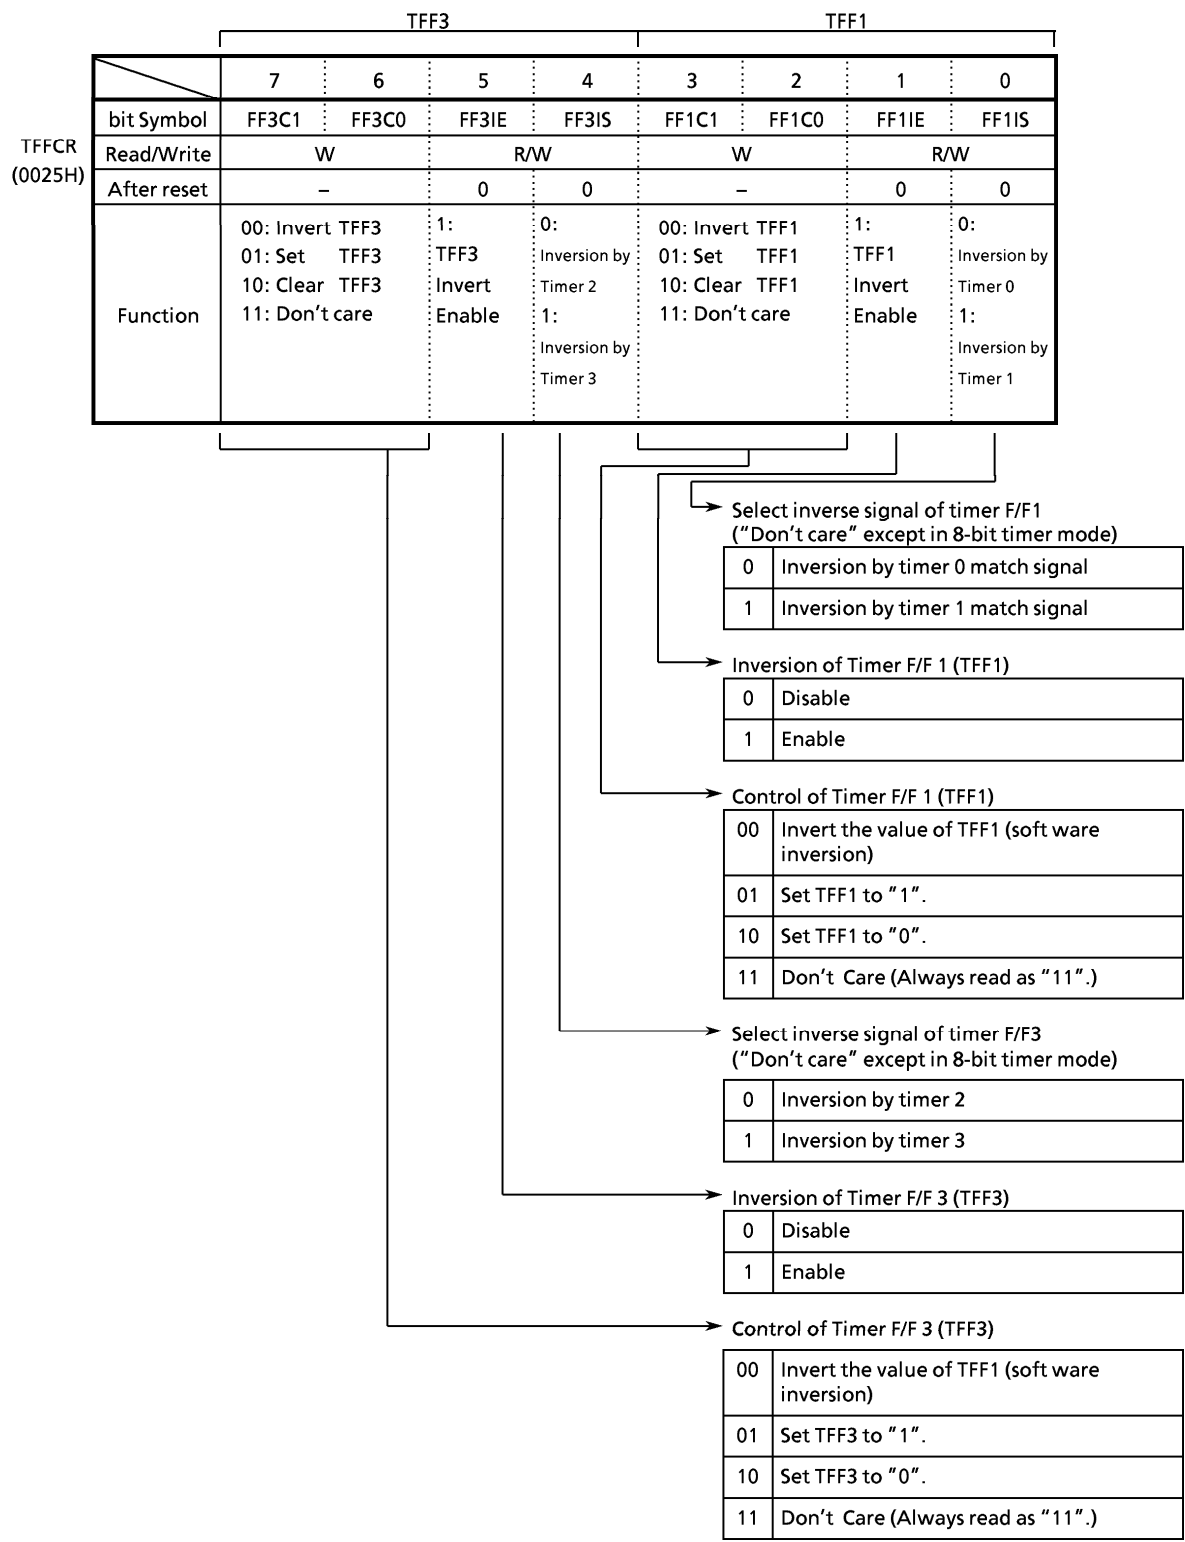 TFF3 TFF1
7 6 5 4 3 2 1 0
bit Symbol FF3C1 FF3C0 FF3IE FF3IS FF1C1 FF1C0 FF1IE FF1IS
TFFCR
(0025H)
Read/Write W R/W W R/W
After reset – 0 0 – 0 0
Function
00: Invert TFF3
01: Set TFF3
10: Clear TFF3
11: Don't care
1:
TFF3
Invert
Enable
0:
Inversion by
Timer 2
1:
Inversion by
Timer 3
00: Invert TFF1
01: Set TFF1
10: Clear TFF1
11: Don't care
1:
TFF1
Invert
Enable
0:
Inversion by
Timer 0
1:
Inversion by
Timer 1
Select inverse signal of timer F/F1
("Don't care" except in 8-bit timer mode)
0 Inversion by timer 0 match signal
1 Inversion by timer 1 match signal
Inversion of Timer F/F 1 (TFF1)
0 Disable
1 Enable
Control of Timer F/F 1 (TFF1)
00 Invert the value of TFF1 (soft ware
inversion)
01 Set TFF1 to "1".
10 Set TFF1 to "0".
11 Don't Care (Always read as "11".)
Select inverse signal of timer F/F3
("Don't care" except in 8-bit timer mode)
0 Inversion by timer 2
1 Inversion by timer 3
Inversion of Timer F/F 3 (TFF3)
0 Disable
1 Enable
Control of Timer F/F 3 (TFF3)
00 Invert the value of TFF1 (soft ware
inversion)
01 Set TFF3 to "1".
10 Set TFF3 to "0".
11 Don't Care (Always read as "11".)